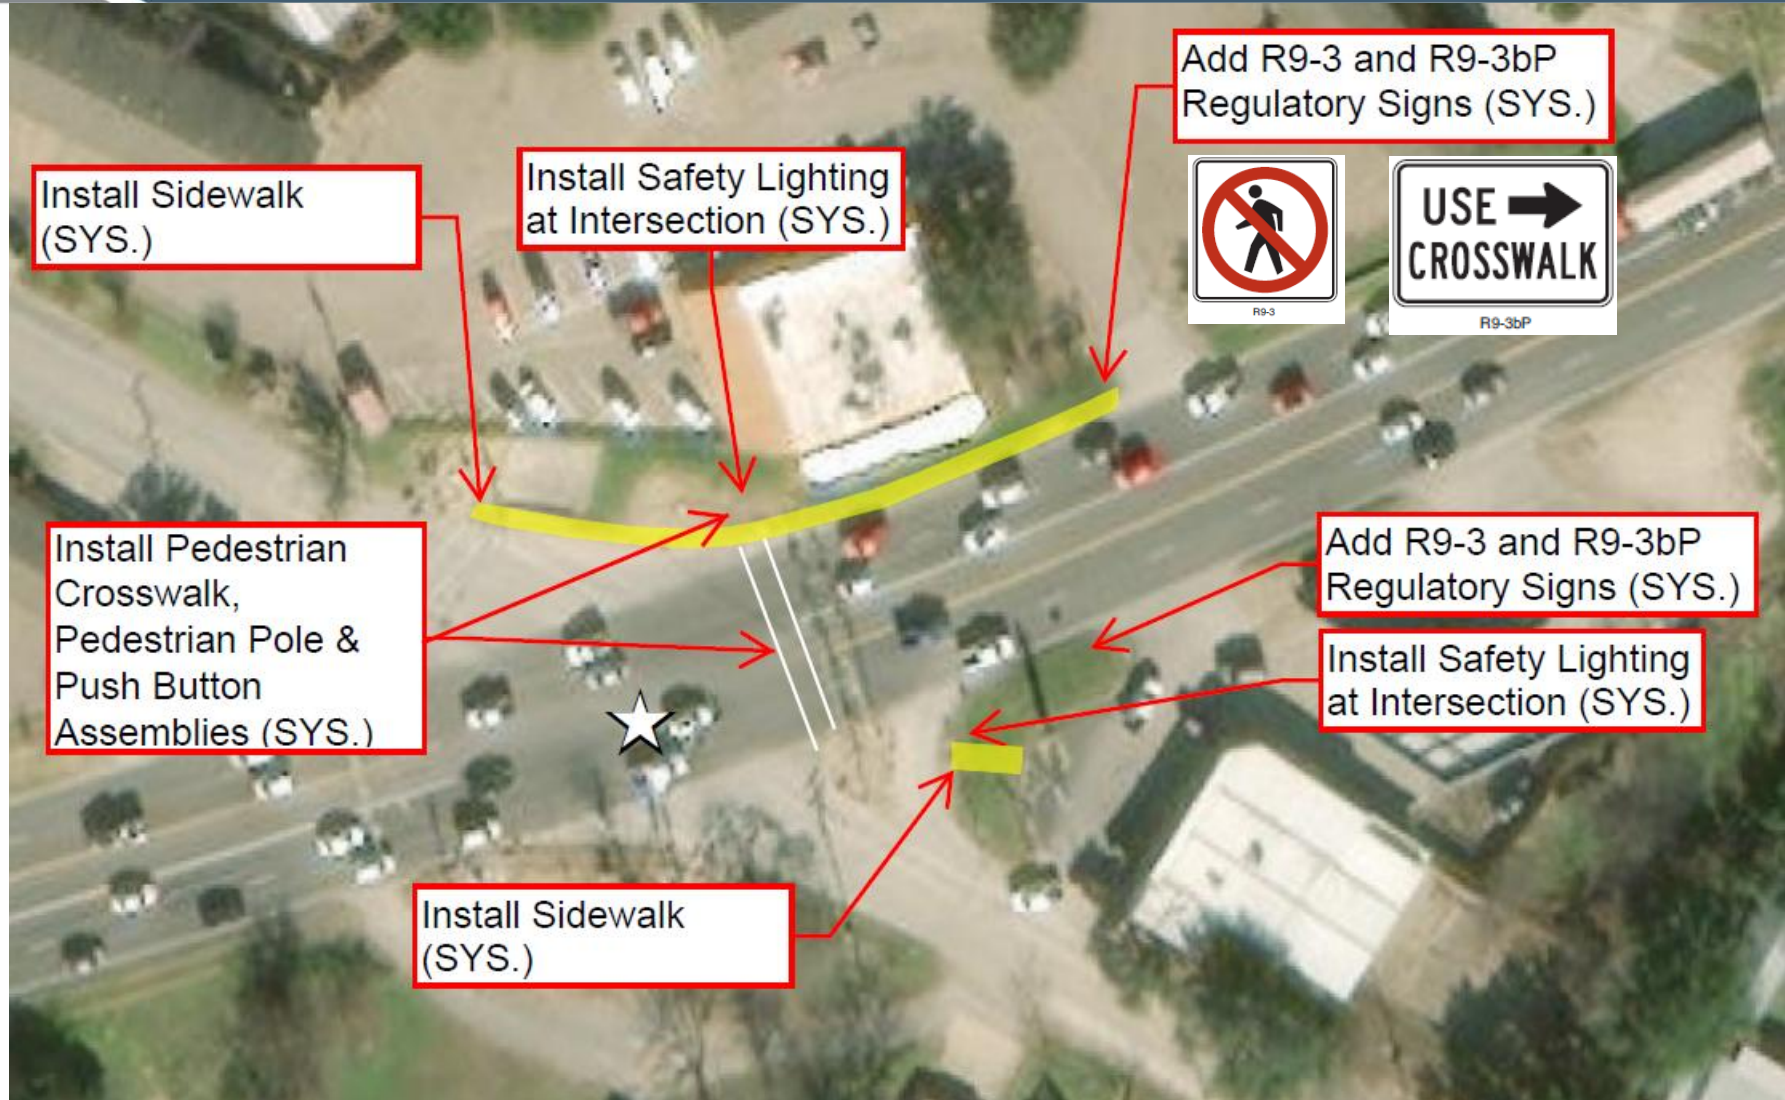 Add R9-3 and R9-3bP
Regulatory Signs (SYS.)
Install Safety Lighting
at Intersection (SYS.)
Install Sidewalk
(SYS.)
USE
CROSSWALK
R9-3
R9-3bP
Install Pedestrian
Crosswalk,
Pedestrian Pole &
Push Button
Assemblies (SYS.)
Add R9-3 and R9-3bP
Regulatory Signs (SYS.)
Install Safety Lighting
at Intersection (SYS.)
Install Sidewalk
(SYS.)